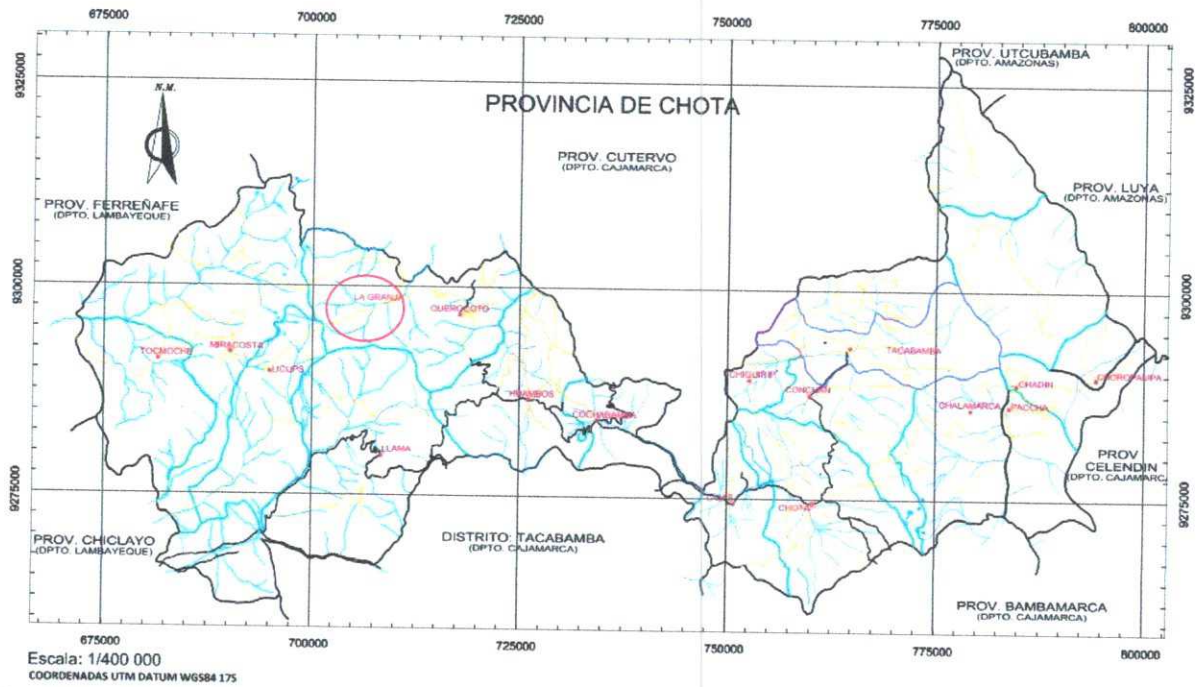 675000
700000
725000
750000
775000
800000
9325000
9325000
N.M.
PROVINCIA DE CHOTA
PROV. UTCUBAMBA
(DPTO. AMAZONAS)
PROV. CUTERVO
(DPTO. CAJAMARCA)
PROV. FERREÑAFE
(DPTO. LAMBAYEQUE)
PROV. LUYA
(DPTO. AMAZONAS)
9300000
9300000
LA GRANJA
QUEROCOTO
TOCMOCHE
MIRACOSTA
LICUPS
TACABAMBA
CHIGUIRIP
CONCHAN
CHADIN
CHOROPAMPA
CHALAMARCA
PACCHA
HUAMBOS
COCHABAMBA
LLAMA
PROV
CELENDIN
(DPTO. CAJAMARC
9275000
9275000
CHOTA
PROV. CHICLAYO
(DPTO. LAMBAYEQUE)
DISTRITO: TACABAMBA
(DPTO. CAJAMARCA)
PROV. BAMBAMARCA
(DPTO. CAJAMARCA)
675000
700000
725000
750000
775000
800000
Escala: 1/400 000
COORDENADAS UTM DATUM WGS84 17S